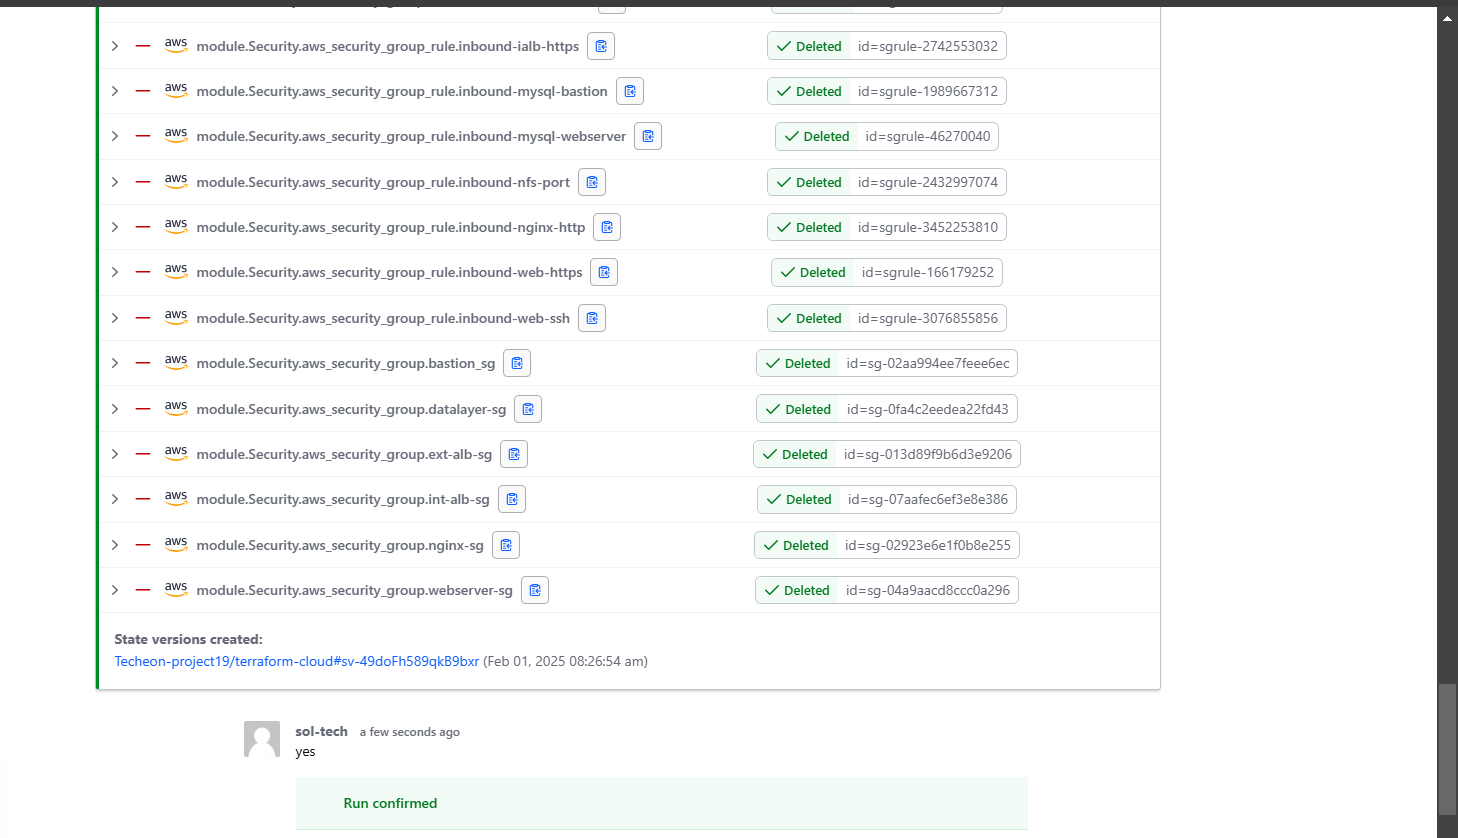 aws module.Security.aws_security_group_rule.inbound-ialb-https Deleted id=sgrule-2742553032
aws module.Security.aws_security_group_rule.inbound-mysql-bastion Deleted id=sgrule-1989667312
aws module.Security.aws_security_group_rule.inbound-mysql-webserver Deleted id=sgrule-46270040
aws module.Security.aws_security_group_rule.inbound-nfs-port Deleted id=sgrule-2432997074
aws module.Security.aws_security_group_rule.inbound-nginx-http Deleted id=sgrule-3452253810
aws module.Security.aws_security_group_rule.inbound-web-https Deleted id=sgrule-166179252
aws module.Security.aws_security_group_rule.inbound-web-ssh Deleted id=sgrule-3076855856
aws module.Security.aws_security_group.bastion_sg Deleted id=sg-02aa994ee7feee6ec
aws module.Security.aws_security_group.datalayer-sg Deleted id=sg-0fa4c2eedea22fd43
aws module.Security.aws_security_group.ext-alb-sg Deleted id=sg-013d89f9b6d3e9206
aws module.Security.aws_security_group.int-alb-sg Deleted id=sg-07aafec6ef3e8e386
aws module.Security.aws_security_group.nginx-sg Deleted id=sg-02923e6e1f0b8e255
aws module.Security.aws_security_group.webserver-sg Deleted id=sg-04a9aacd8ccc0a296
State versions created:
Techeon-project19/terraform-cloud#sv-49doFh589qkB9bxr (Feb 01, 2025 08:26:54 am)
sol-tech a few seconds ago
yes
Run confirmed